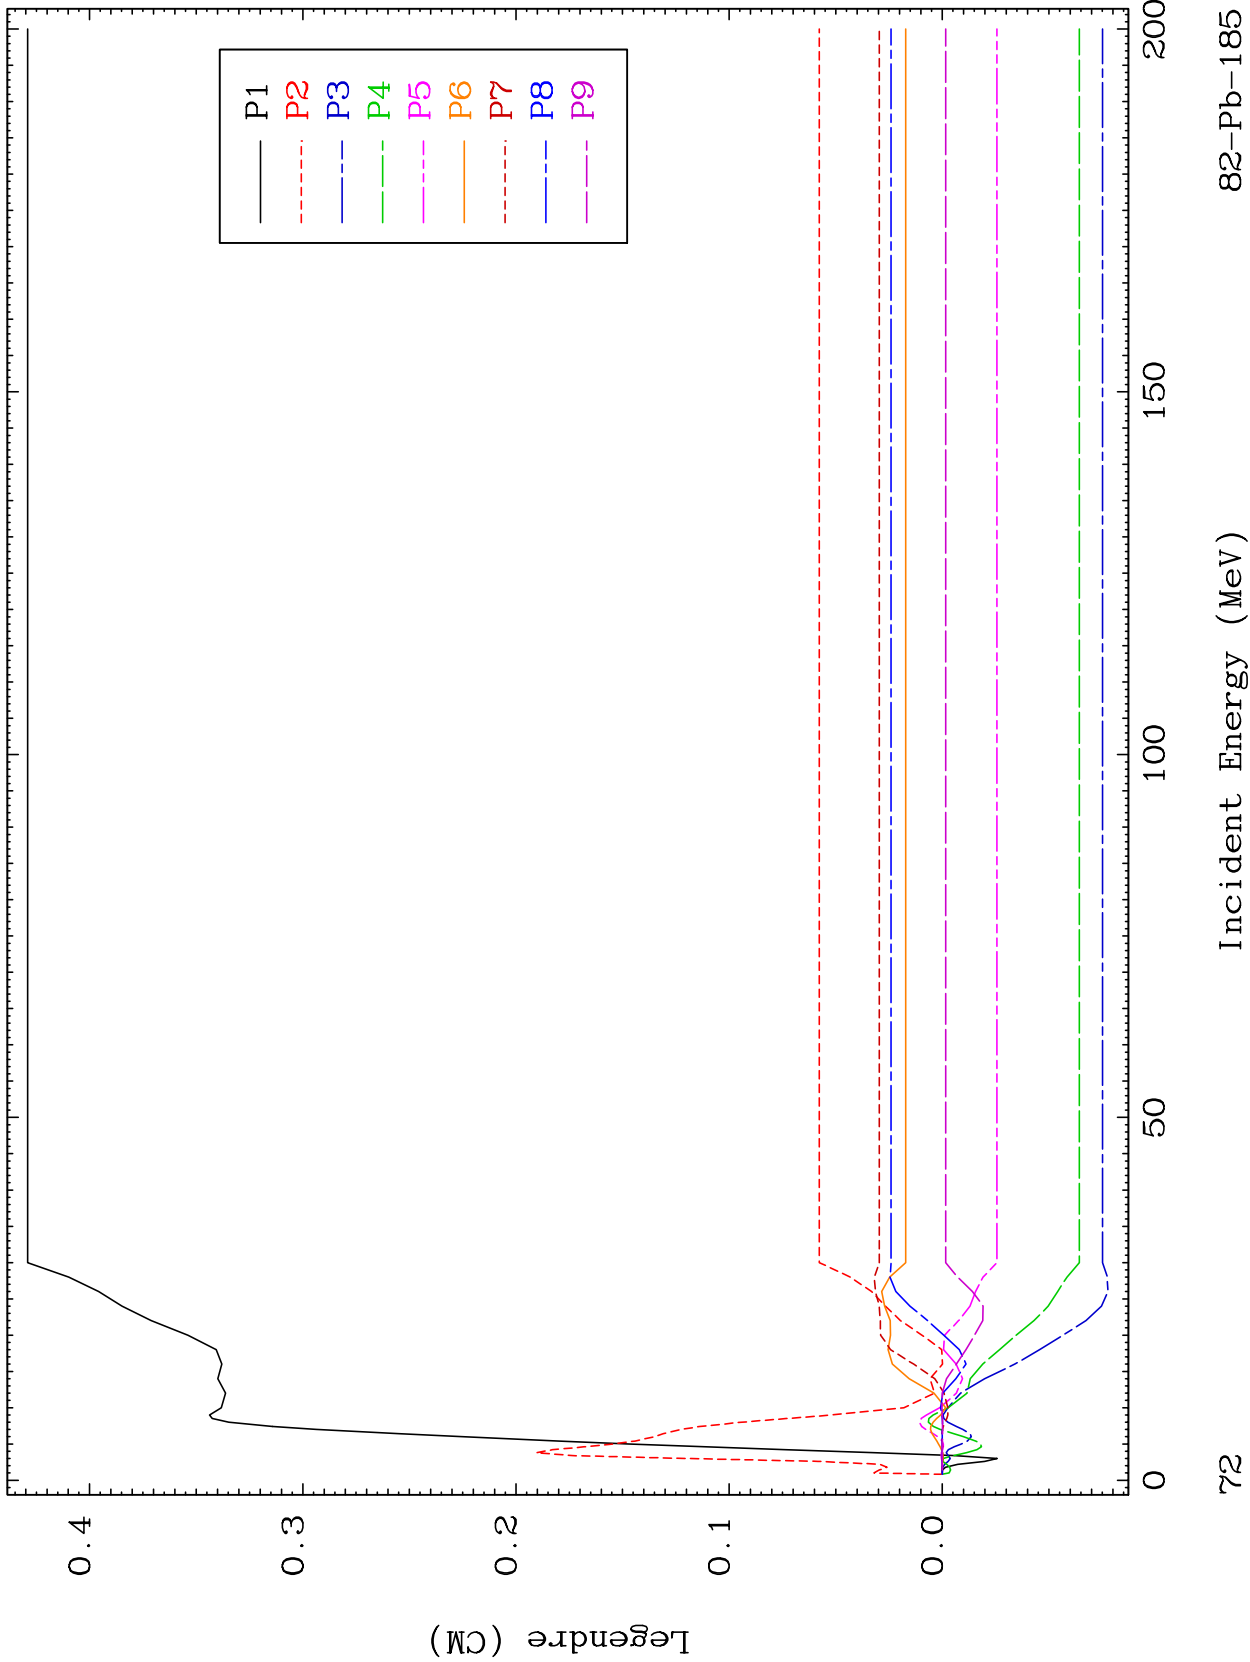 P1
P2
P3
P4
P5
P6
P7
P8
P9
0.4
0.3
0.2
0.1
0.0
Legendre (CM)
0 50 100 150 200
Incident Energy (MeV)
72
82-Pb-185